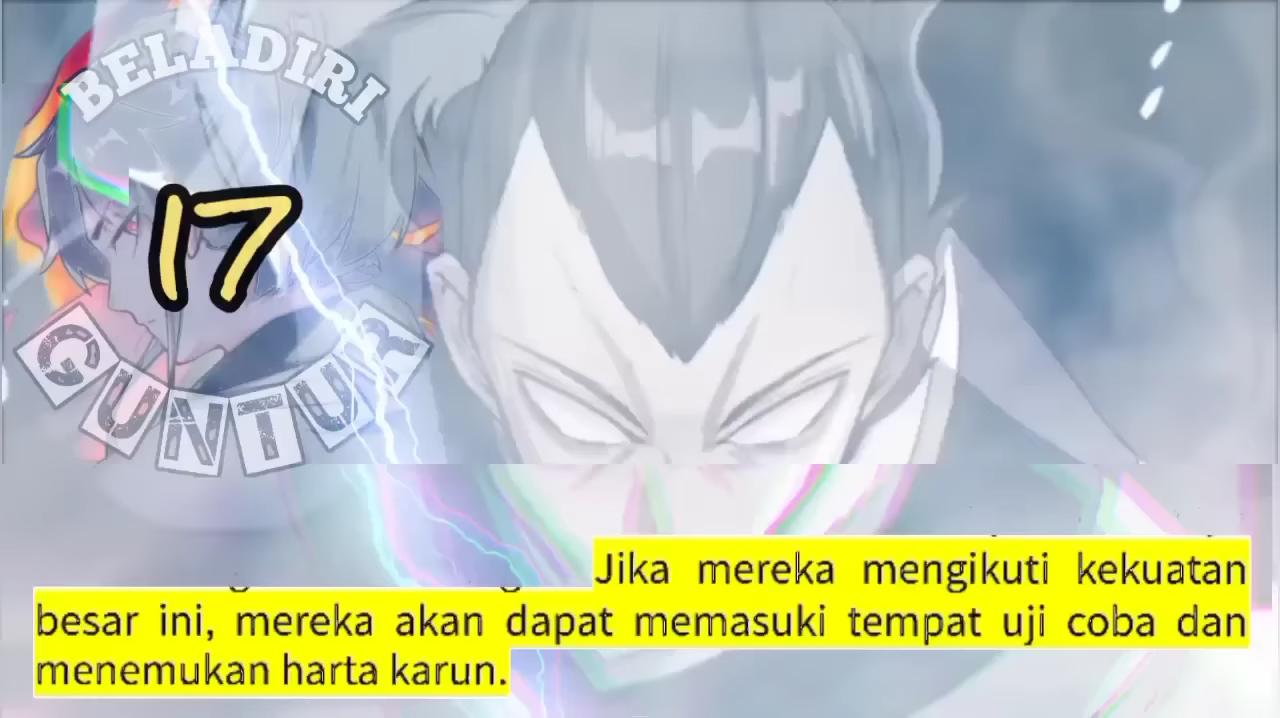 BELADIRI
17
GUNTUR
Jika mereka mengikuti kekuatan
besar ini, mereka akan dapat memasuki tempat uji coba dan
menemukan harta karun.